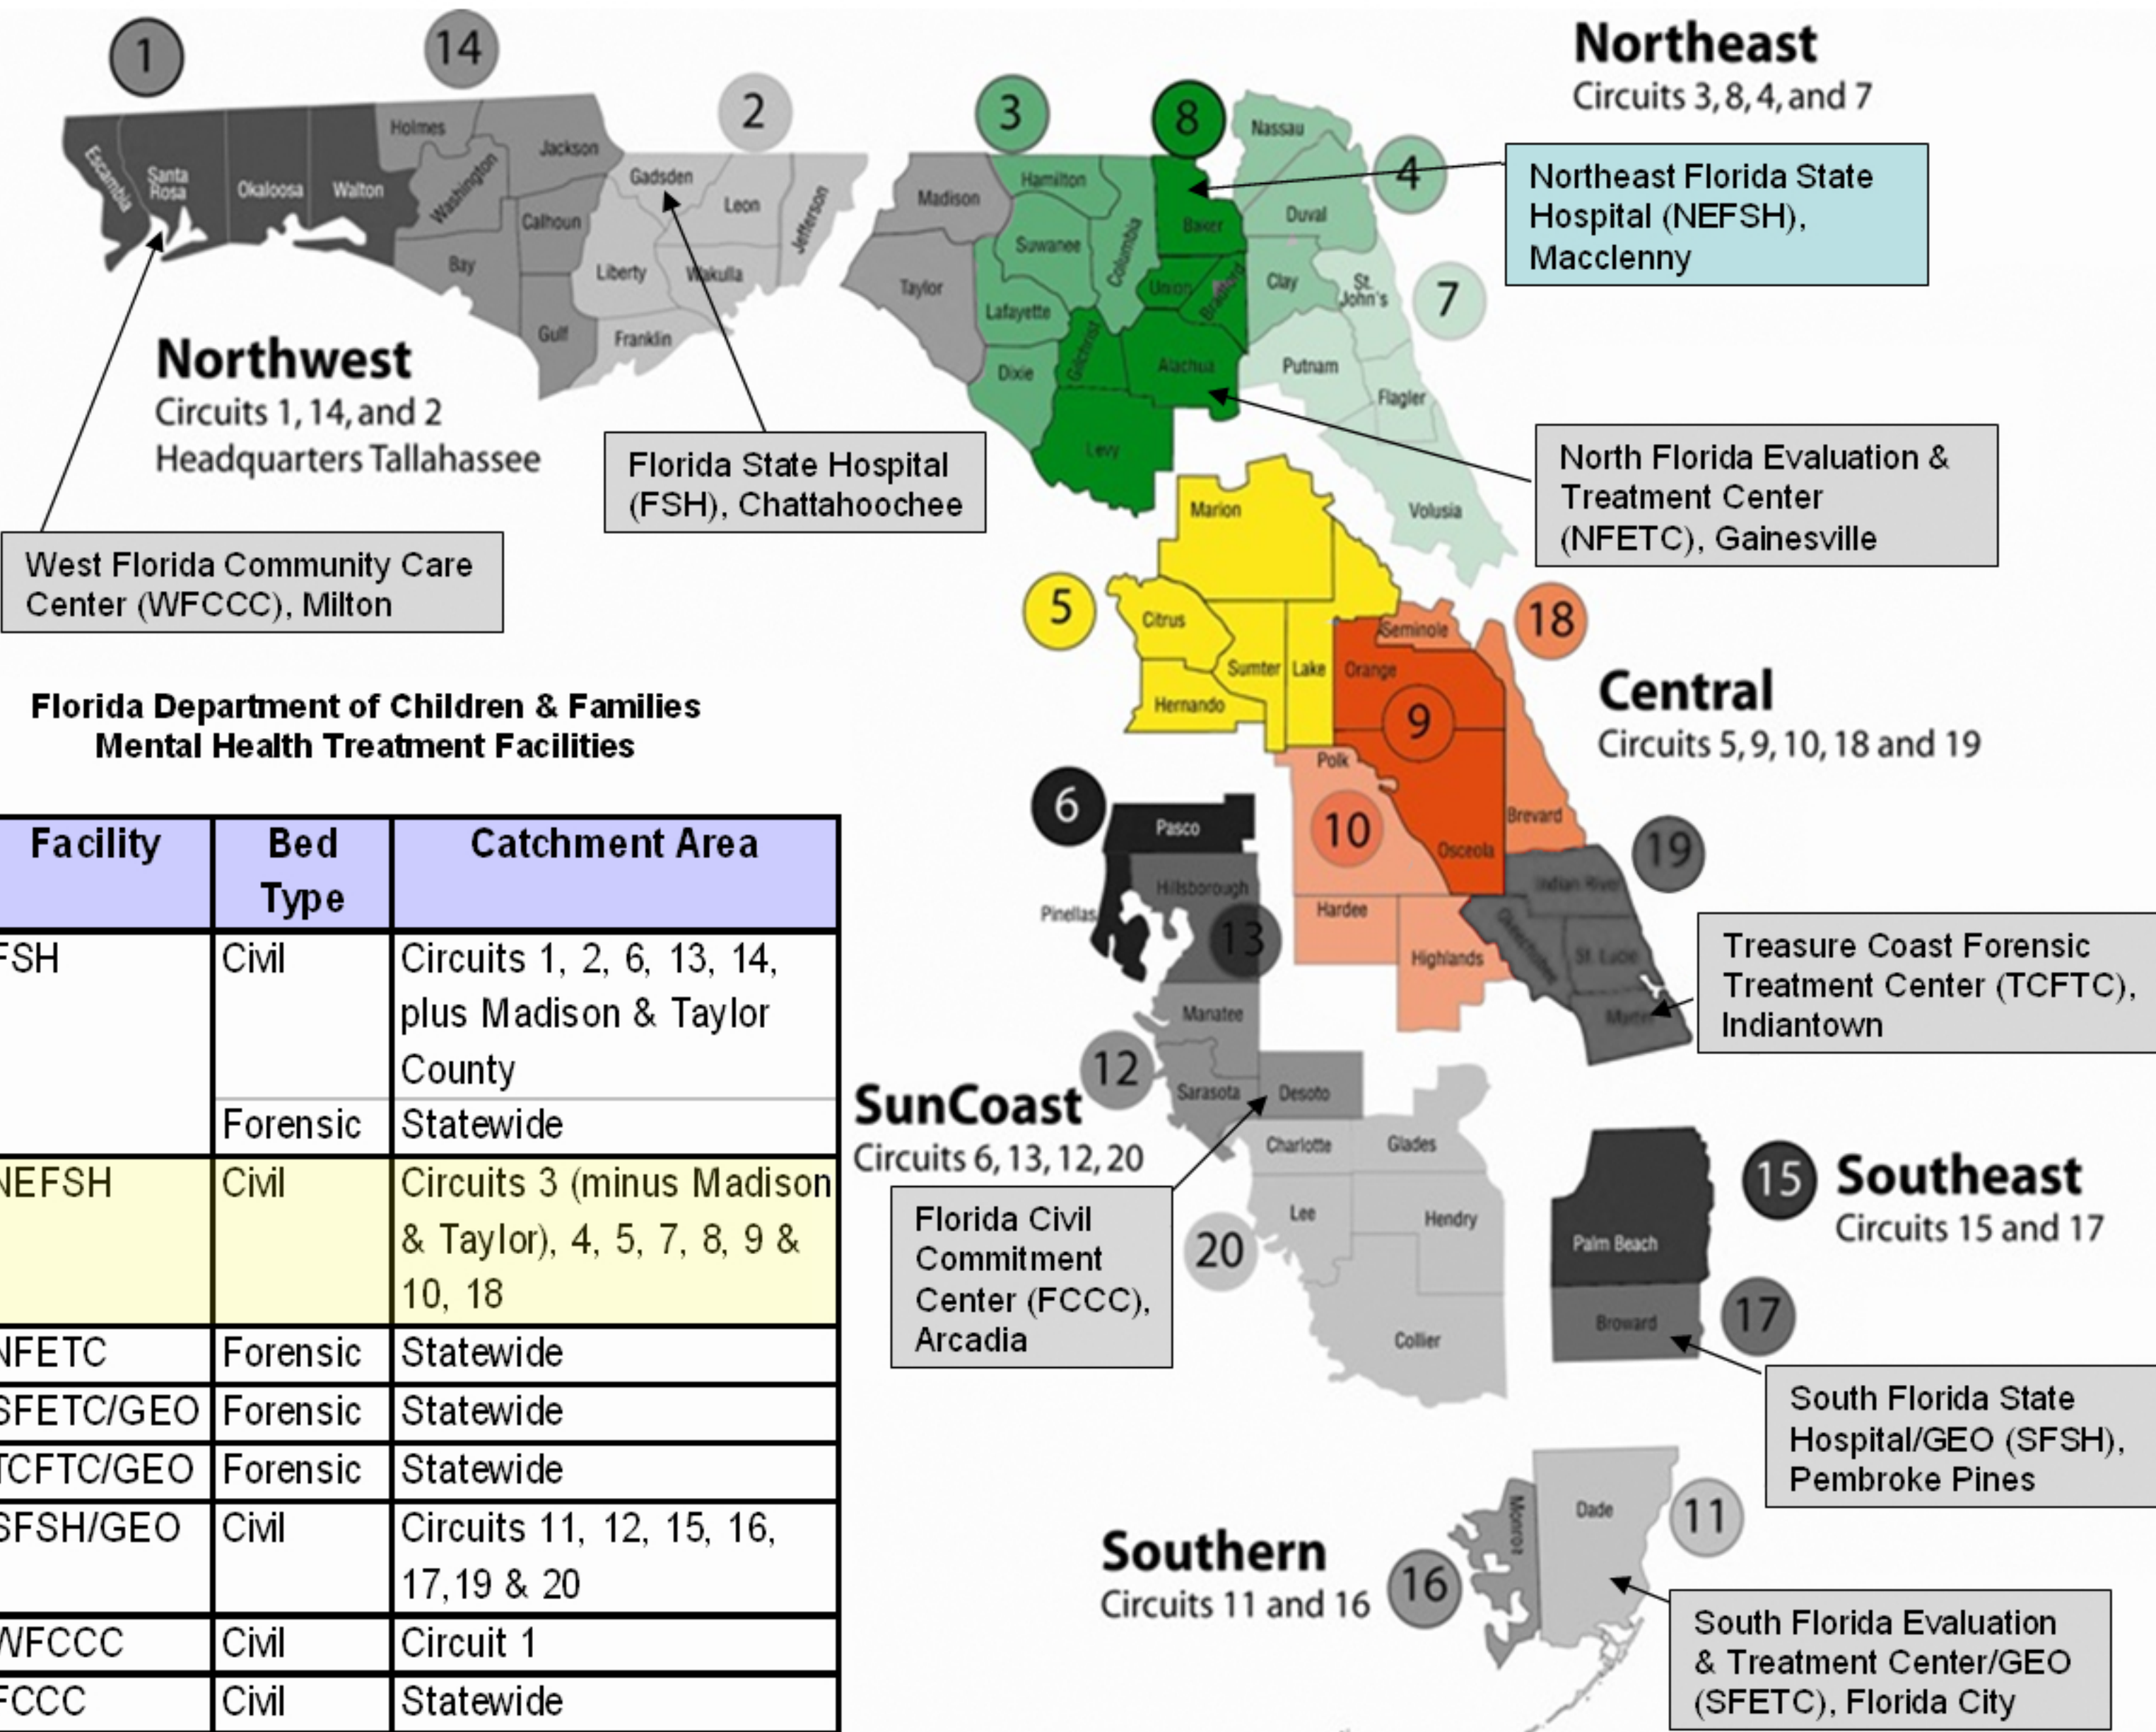 1
14
2
3
8
4
7
Northeast
Circuits 3, 8, 4, and 7
Escambia
Santa
Rosa
Okaloosa
Walton
Holmes
Jackson
Washington
Calhoun
Bay
Gulf
Gadsden
Leon
Jefferson
Liberty
Wakulla
Franklin
Madison
Taylor
Hamilton
Suwanee
Columbia
Lafayette
Dixie
Baker
Union
Bradford
Gilchrist
Alachua
Levy
Nassau
Duval
Clay
St.
John's
Putnam
Flagler
Volusia
Northeast Florida State
Hospital (NEFSH),
Macclenny
Northwest
Circuits 1, 14, and 2
Headquarters Tallahassee
Florida State Hospital
(FSH), Chattahoochee
North Florida Evaluation &
Treatment Center
(NFETC), Gainesville
West Florida Community Care
Center (WFCCC), Milton
5
Marion
Citrus
Sumter
Lake
Hernando
18
Seminole
Orange
9
Osceola
Brevard
Central
Circuits 5, 9, 10, 18 and 19
Polk
10
Hardee
Highlands
6
Pasco
Pinellas
Hillsborough
13
19
Indian River
Okeechobee
St. Lucie
Martin
Treasure Coast Forensic
Treatment Center (TCFTC),
Indiantown
12
Manatee
Sarasota
Desoto
SunCoast
Circuits 6, 13, 12, 20
Florida Civil
Commitment
Center (FCCC),
Arcadia
20
Charlotte
Glades
Lee
Hendry
Collier
Palm Beach
Broward
15
Southeast
Circuits 15 and 17
17
South Florida State
Hospital/GEO (SFSH),
Pembroke Pines
Southern
Circuits 11 and 16
16
Monroe
Dade
11
South Florida Evaluation
& Treatment Center/GEO
(SFETC), Florida City
Florida Department of Children & Families
Mental Health Treatment Facilities
Facility Bed Type Catchment Area
FSH Civil Circuits 1, 2, 6, 13, 14,
plus Madison & Taylor
County
Forensic Statewide
NEFSH Civil Circuits 3 (minus Madison
& Taylor), 4, 5, 7, 8, 9 &
10, 18
NFETC Forensic Statewide
SFETC/GEO Forensic Statewide
TCFTC/GEO Forensic Statewide
SFSH/GEO Civil Circuits 11, 12, 15, 16,
17,19 & 20
WFCCC Civil Circuit 1
FCCC Civil Statewide